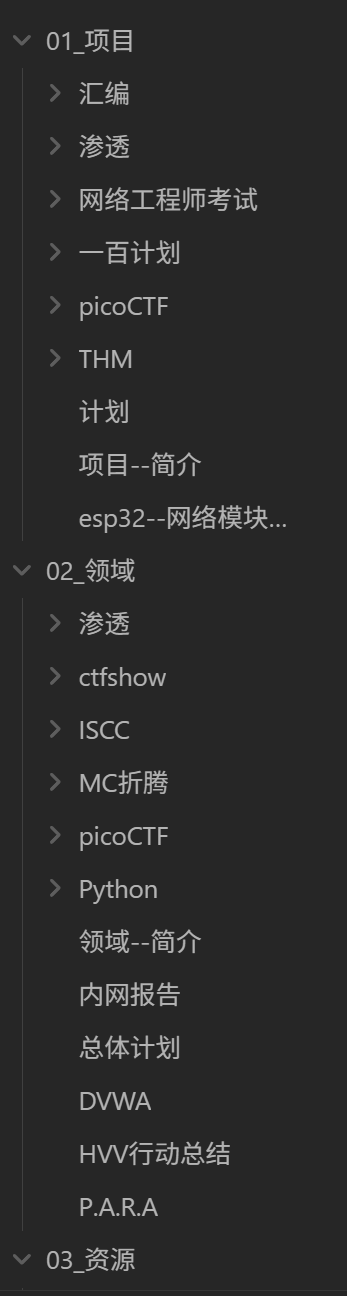 01_项目
汇编
渗透
网络工程师考试
一百计划
picoCTF
THM
计划
项目--简介
esp32--网络模块...
02_领域
渗透
ctfshow
ISCC
MC折腾
picoCTF
Python
领域--简介
内网报告
总体计划
DVWA
HVV行动总结
P.A.R.A
03_资源